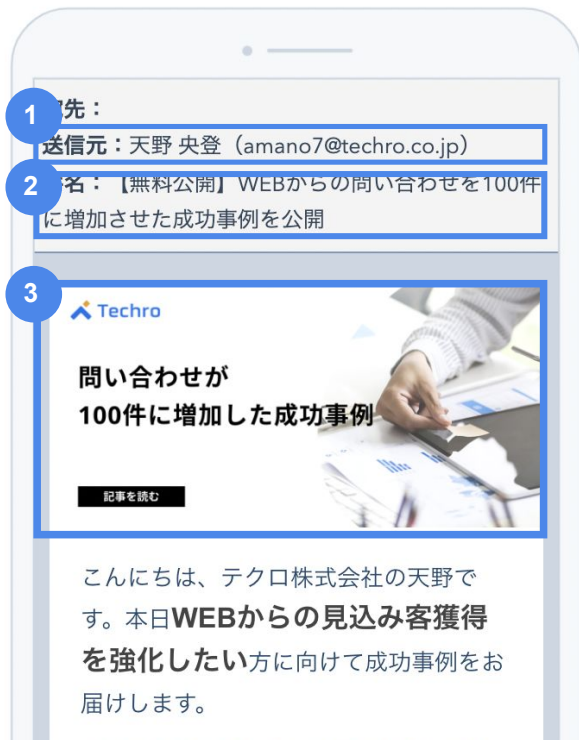 1
先：
送信元：天野 央登（amano7@techro.co.jp）
2
名：【無料公開】WEBからの問い合わせを100件
に増加させた成功事例を公開
3
Techro
問い合わせが
100件に増加した成功事例
記事を読む
こんにちは、テクロ株式会社の天野で
す。本日WEBからの見込み客獲得
を強化したい方に向けて成功事例をお
届けします。